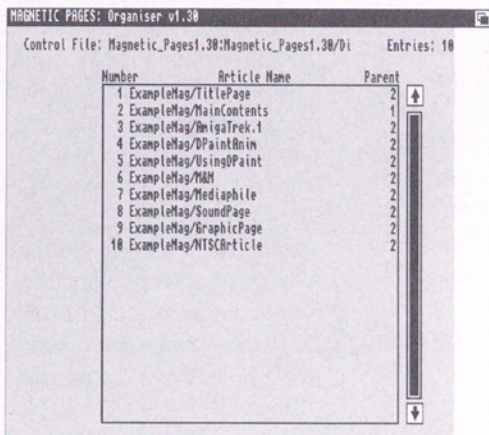 MAGNETIC PAGES: Organiser v1.30
Control File: Magnetic_Pages1.30:Magnetic_Pages1.30/Di Entries: 10
Number Article Name Parent
1 ExampleMag/TitlePage 2
2 ExampleMag/MainContents 1
3 ExampleMag/AmigaTrek.1 2
4 ExampleMag/DPaintAnim 2
5 ExampleMag/UsingDPaint 2
6 ExampleMag/M&M 2
7 ExampleMag/Mediaphile 2
8 ExampleMag/SoundPage 2
9 ExampleMag/GraphicPage 2
10 ExampleMag/NTSCArticle 2